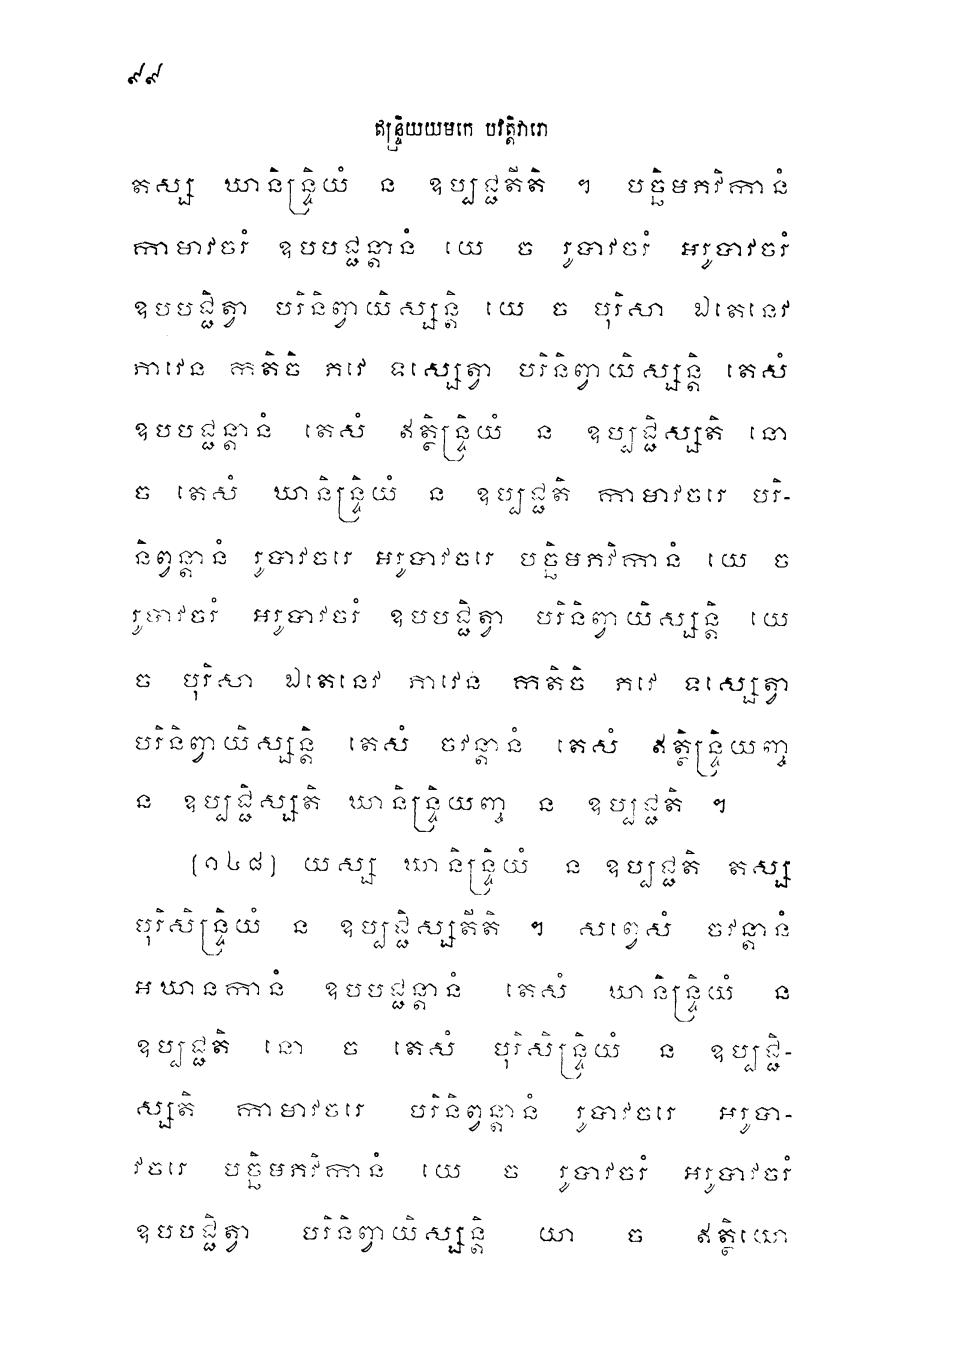 ៩៩
ឥន្ទ្រិយយមកេ បវត្តិវារោ
តស្ស ឃានិន្ទ្រិយំ ន ឧប្បជ្ជតីតិ ។ បច្ឆិមភវិកានំ
កាមាវចរំ ឧបបជ្ជន្តានំ យេ ច រូបាវចរំ អរូបាវចរំ
ឧបបជ្ជិត្វា បរិនិព្វាយិស្សន្តិ យេ ច បុរិសា ឯតេនេវ
ភាវេន កតិចិ ភវេ ទស្សេត្វា បរិនិព្វាយិស្សន្តិ តេសំ
ឧបបជ្ជន្តានំ តេសំ ឥត្ថិន្ទ្រិយំ ន ឧប្បជ្ជិស្សតិ នោ
ច តេសំ ឃានិន្ទ្រិយំ ន ឧប្បជ្ជតិ កាមាវចរេ បរិ-
និព្វន្តានំ រូបាវចរេ អរូបាវចរេ បច្ឆិមភវិកានំ យេ ច
រូបាវចរំ អរូបាវចរំ ឧបបជ្ជិត្វា បរិនិព្វាយិស្សន្តិ យេ
ច បុរិសា ឯតេនេវ ភាវេន កតិចិ ភវេ ទស្សេត្វា
បរិនិព្វាយិស្សន្តិ តេសំ ចវន្តានំ តេសំ ឥត្ថិន្ទ្រិយញ្ច
ន ឧប្បជ្ជិស្សតិ ឃានិន្ទ្រិយញ្ច ន ឧប្បជ្ជតិ ។
[១៤៨] យស្ស ឃានិន្ទ្រិយំ ន ឧប្បជ្ជតិ តស្ស
បុរិសិន្ទ្រិយំ ន ឧប្បជ្ជិស្សតីតិ ។ សព្វេសំ ចវន្តានំ
អឃានកានំ ឧបបជ្ជន្តានំ តេសំ ឃានិន្ទ្រិយំ ន
ឧប្បជ្ជតិ នោ ច តេសំ បុរិសិន្ទ្រិយំ ន ឧប្បជ្ជិ-
ស្សតិ កាមាវចរេ បរិនិព្វន្តានំ រូបាវចរេ អរូបា-
វចរេ បច្ឆិមភវិកានំ យេ ច រូបាវចរំ អរូបាវចរំ
ឧបបជ្ជិត្វា បរិនិព្វាយិស្សន្តិ យា ច ឥត្ថិយោ